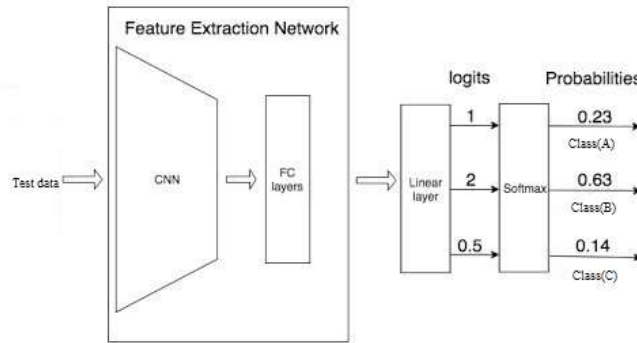 Feature Extraction Network
logits
Probabilities
Test data
CNN
FC
layers
Linear
layer
1
2
0.5
Softmax
0.23
Class(A)
0.63
Class(B)
0.14
Class(C)